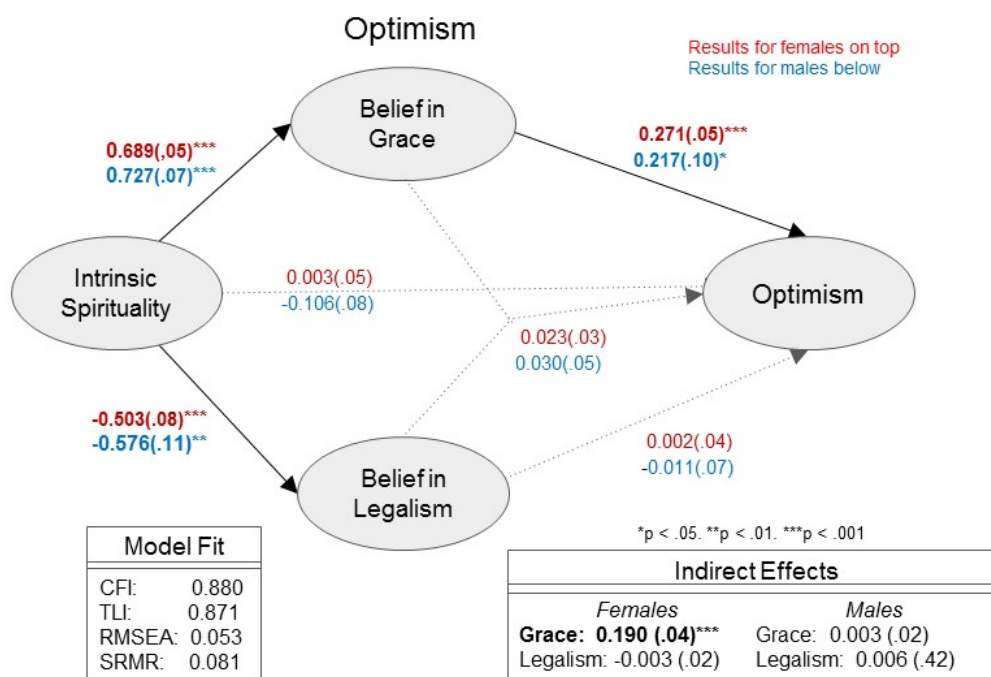 Optimism
Results for females on top
Results for males below
Belief in
Grace
0.689(,05)***
0.727(.07)***
0.271(.05)***
0.217(.10)*
Intrinsic
Spirituality
0.003(.05)
-0.106(.08)
Optimism
0.023(.03)
0.030(.05)
-0.503(.08)***
-0.576(.11)**
0.002(.04)
-0.011(.07)
Belief in
Legalism
*p < .05. **p < .01. ***p < .001
Model Fit
CFI: 0.880
TLI: 0.871
RMSEA: 0.053
SRMR: 0.081
Indirect Effects
Females Males
Grace: 0.190 (.04)*** Grace: 0.003 (.02)
Legalism: -0.003 (.02) Legalism: 0.006 (.42)